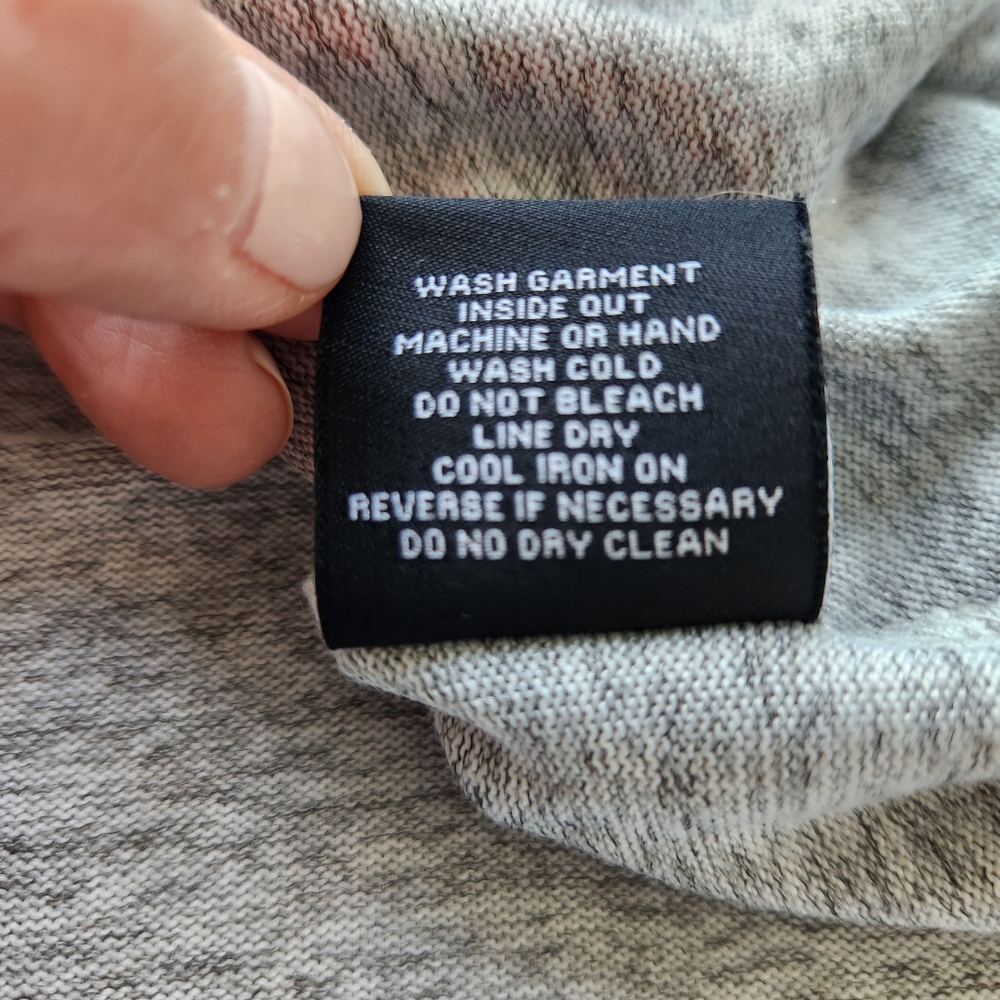 WASH GARMENT
INSIDE OUT
MACHINE OR HAND
WASH COLD
DO NOT BLEACH
LINE DRY
COOL IRON ON
REVERSE IF NECESSARY
DO NO DRY CLEAN